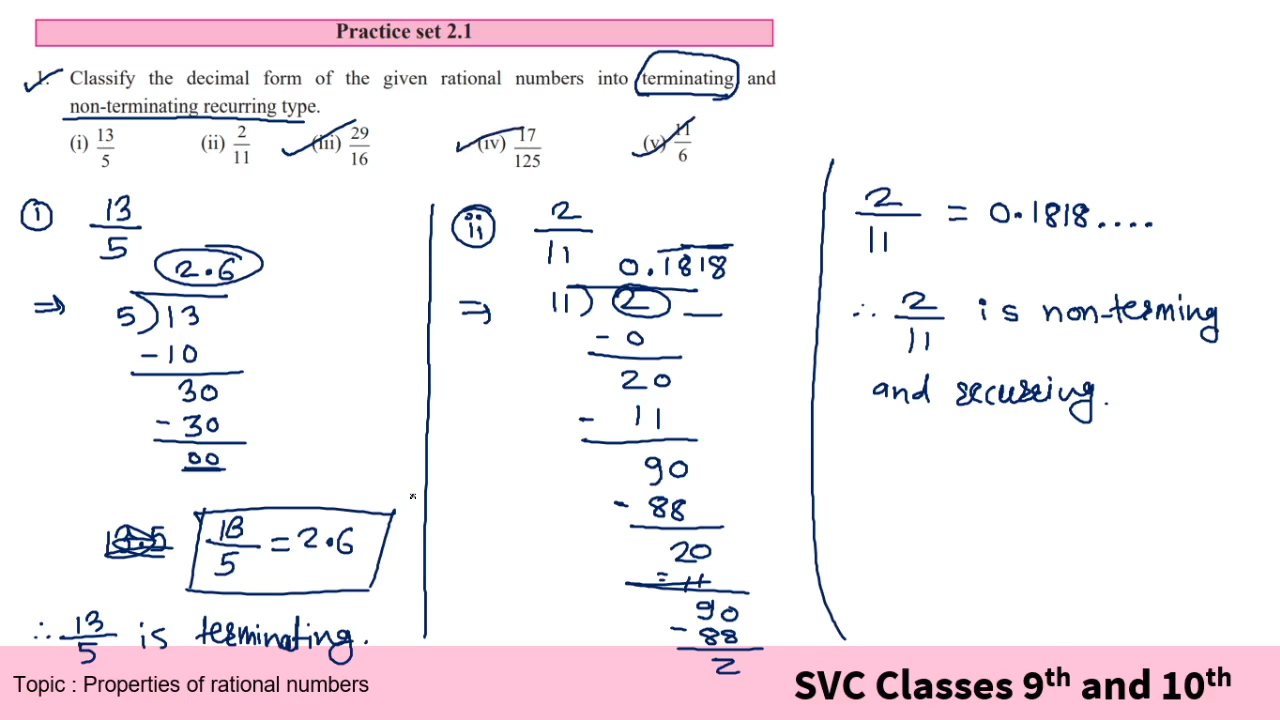 Practice set 2.1
1. Classify the decimal form of the given rational numbers into terminating and
non-terminating recurring type.
(i) 13/5 (ii) 2/11 (iii) 29/16 (iv) 17/125 (v) 11/6
i 13/5
2.6
⇒ 5 ) 13
- 10
30
- 30
00
13/5 = 2.6
∴ 13/5 is terminating.
ii 2/11
0.1818
⇒ 11 ) 2
- 0
20
- 11
90
- 88
20
- 11
90
- 88
2
2/11 = 0.1818....
∴ 2/11 is non-terming
and recurring.
Topic : Properties of rational numbers
SVC Classes 9th and 10th